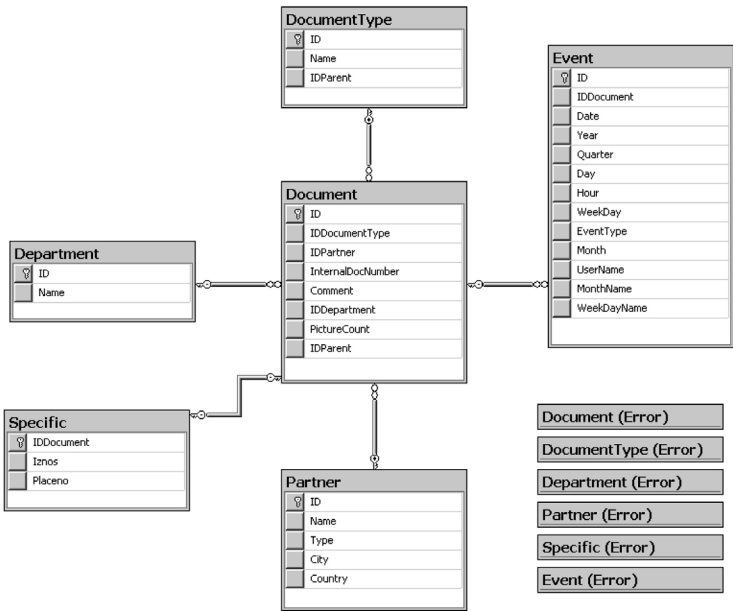 DocumentType
ID
Name
IDParent
Event
ID
IDDocument
Date
Year
Quarter
Day
Hour
WeekDay
EventType
Month
UserName
MonthName
WeekDayName
Document
ID
IDDocumentType
IDPartner
InternalDocNumber
Comment
IDDepartment
PictureCount
IDParent
Department
ID
Name
Specific
IDDocument
Iznos
Placeno
Partner
ID
Name
Type
City
Country
Document (Error)
DocumentType (Error)
Department (Error)
Partner (Error)
Specific (Error)
Event (Error)